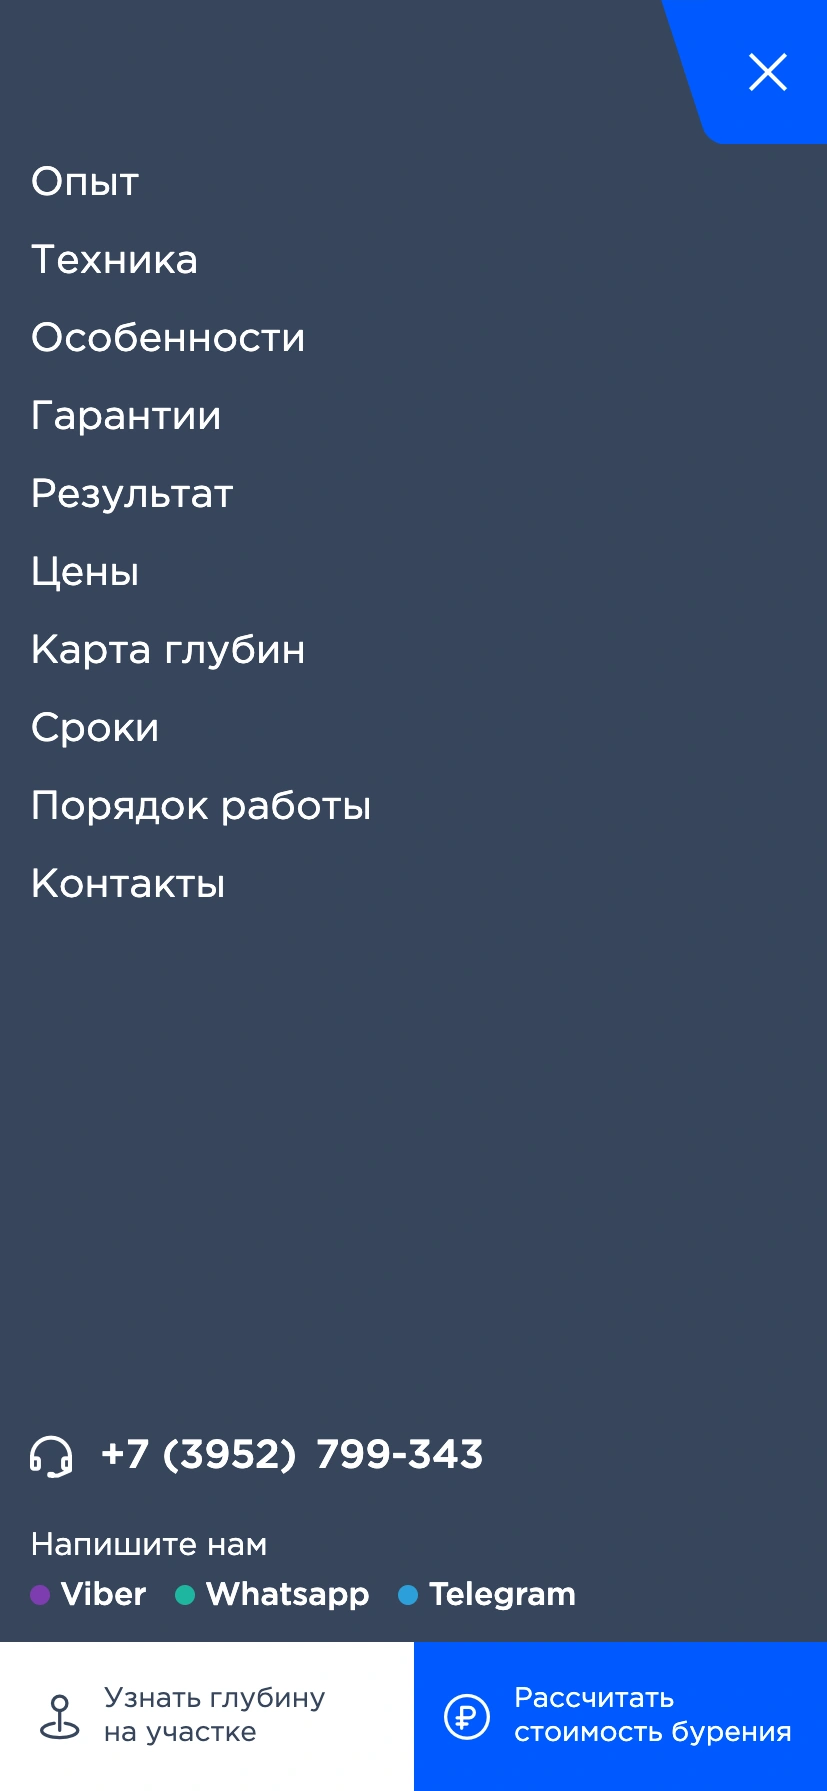 Опыт
Техника
Особенности
Гарантии
Результат
Цены
Карта глубин
Сроки
Порядок работы
Контакты
+7 (3952) 799-343
Напишите нам
Viber Whatsapp Telegram
Узнать глубину
на участке
Рассчитать
стоимость бурения